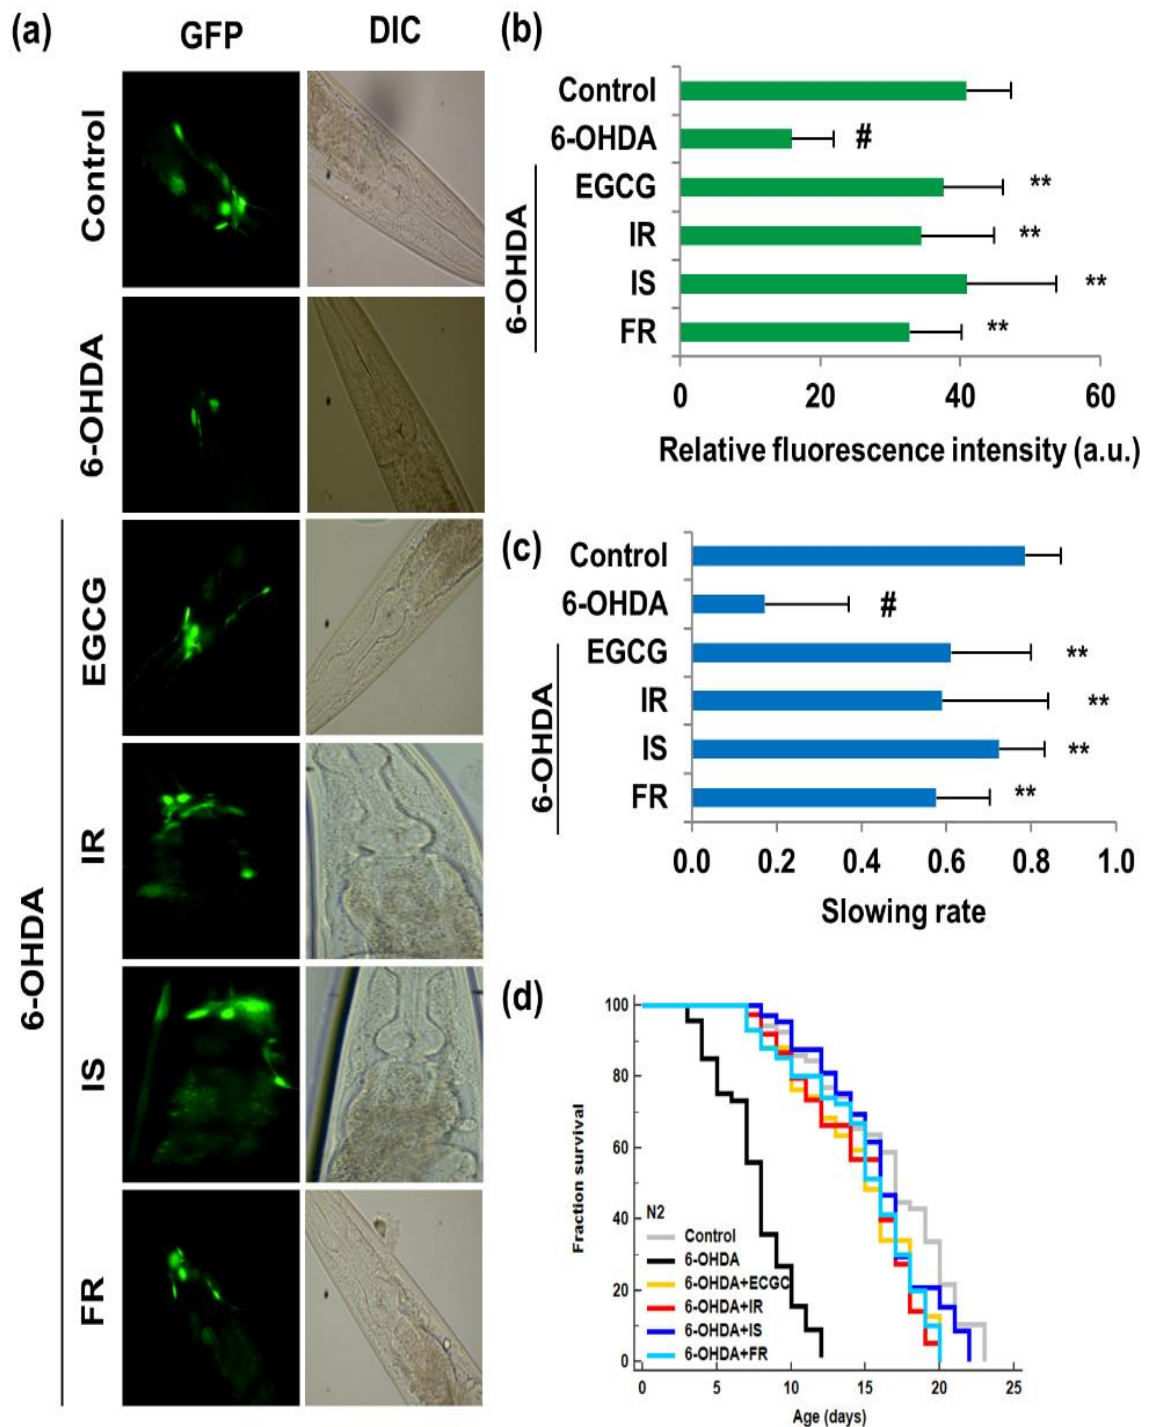 (a)
GFP
DIC
Control
6-OHDA
EGCG
IR
IS
FR
6-OHDA
(b)
Control
6-OHDA
#
EGCG
**
IR
**
IS
**
FR
**
6-OHDA
0 20 40 60
Relative fluorescence intensity (a.u.)
(c)
Control
6-OHDA
#
EGCG
**
IR
**
IS
**
FR
**
6-OHDA
0.0 0.2 0.4 0.6 0.8 1.0
Slowing rate
(d)
100
80
60
40
20
0
Fraction survival
N2
Control
6-OHDA
6-OHDA+ECGC
6-OHDA+IR
6-OHDA+IS
6-OHDA+FR
0 5 10 15 20 25
Age (days)